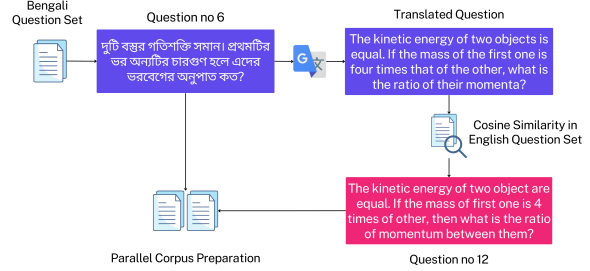 Bengali
Question Set
Question no 6
দুটি বস্তুর গতিশক্তি সমান। প্রথমটির
ভর অন্যটির চারগুণ হলে এদের
ভরবেগের অনুপাত কত?
G
文
Translated Question
The kinetic energy of two objects is
equal. If the mass of the first one is
four times that of the other, what is
the ratio of their momenta?
Cosine Similarity in
English Question Set
The kinetic energy of two object are
equal. If the mass of first one is 4
times of other, then what is the ratio
of momentum between them?
Question no 12
Parallel Corpus Preparation